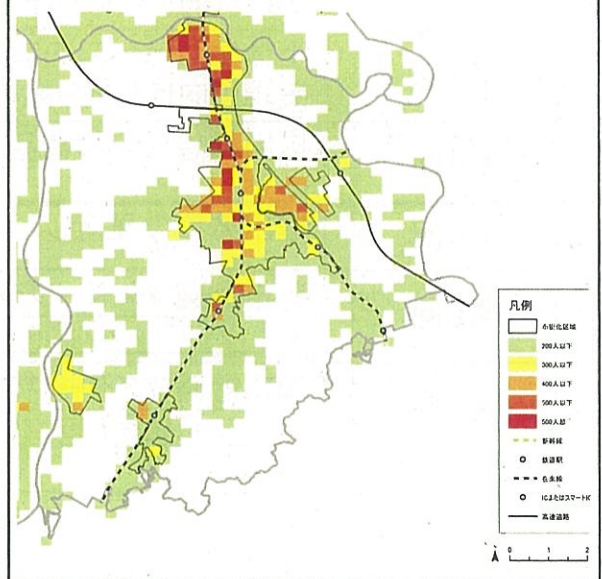 凡例
市街化区域
200人以下
300人以下
400人以下
500人以下
500人超
新幹線
鉄道駅
在来線
ICまたはスマートIC
高速道路
0 1 2